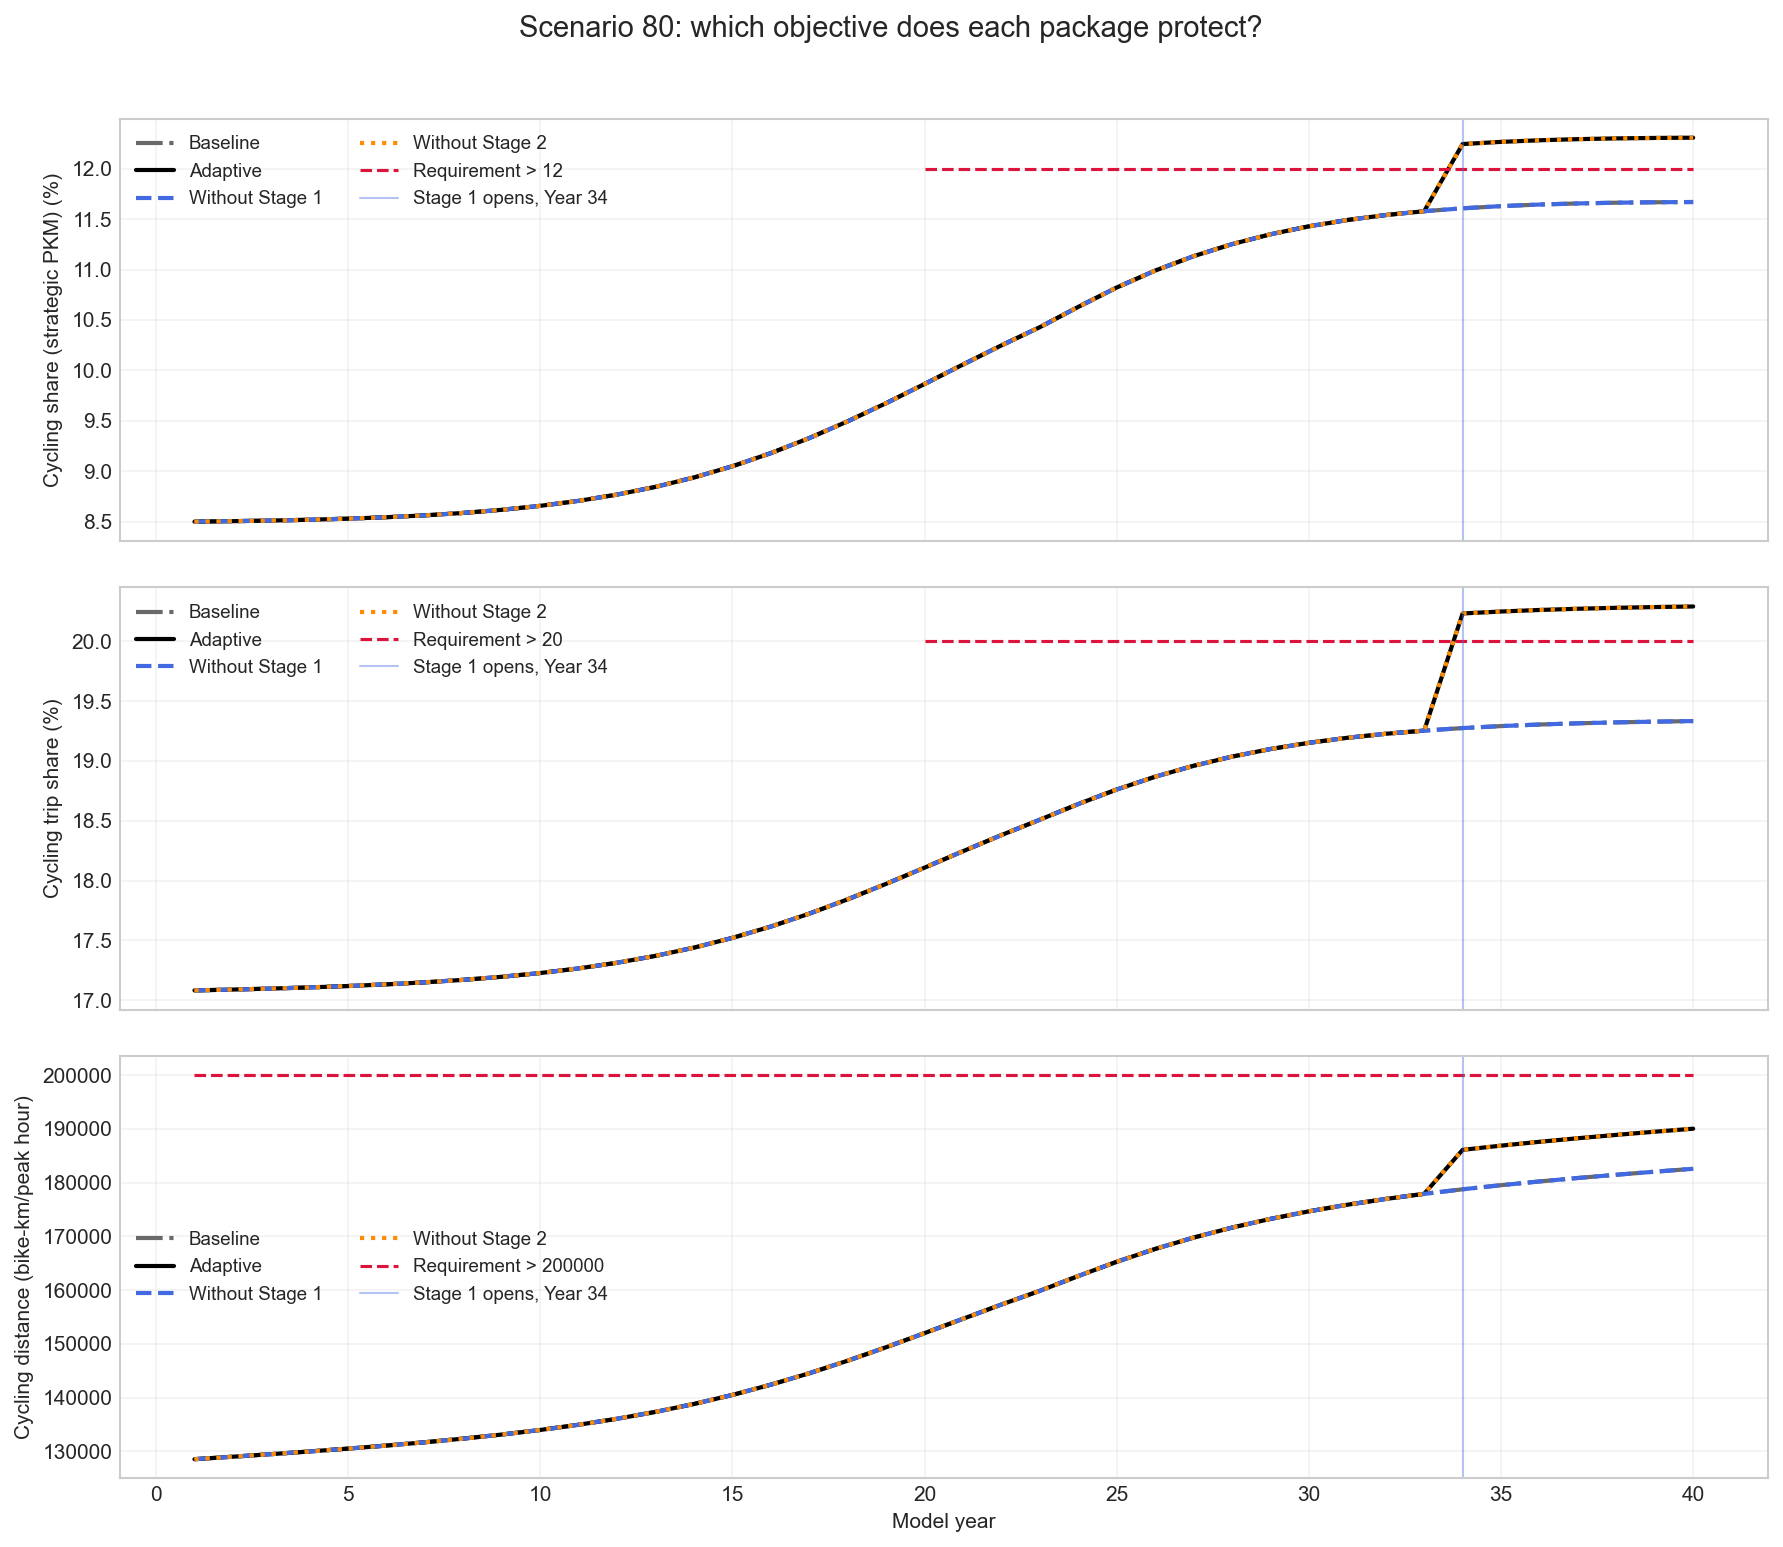 Scenario 80: which objective does each package protect?
Cycling share (strategic PKM) (%)
12.0
11.5
11.0
10.5
10.0
9.5
9.0
8.5
Baseline
Adaptive
Without Stage 1
Without Stage 2
Requirement > 12
Stage 1 opens, Year 34
Cycling trip share (%)
20.0
19.5
19.0
18.5
18.0
17.5
17.0
Baseline
Adaptive
Without Stage 1
Without Stage 2
Requirement > 20
Stage 1 opens, Year 34
Cycling distance (bike-km/peak hour)
200000
190000
180000
170000
160000
150000
140000
130000
Baseline
Adaptive
Without Stage 1
Without Stage 2
Requirement > 200000
Stage 1 opens, Year 34
0 5 10 15 20 25 30 35 40
Model year